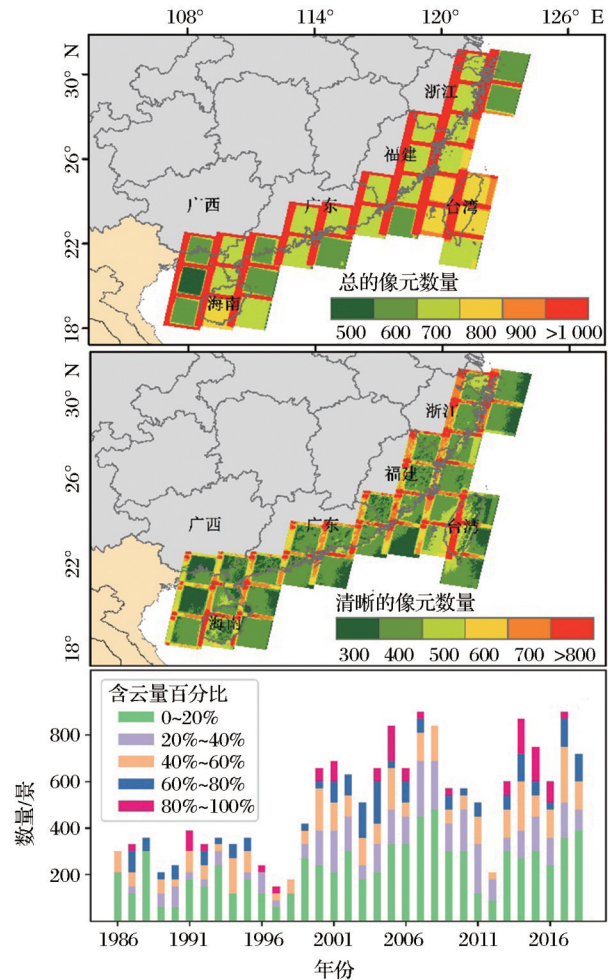 108° 114° 120° 126° E
N
30°
26°
22°
18°
浙江
福建
广西
广东
台湾
海南
总的像元数量
500 600 700 800 900 >1 000
N
30°
26°
22°
18°
浙江
福建
广西
广东
台湾
海南
清晰的像元数量
300 400 500 600 700 >800
含云量百分比
0~20%
20%~40%
40%~60%
60%~80%
80%~100%
数量/景
800
600
400
200
1986 1991 1996 2001 2006 2011 2016
年份